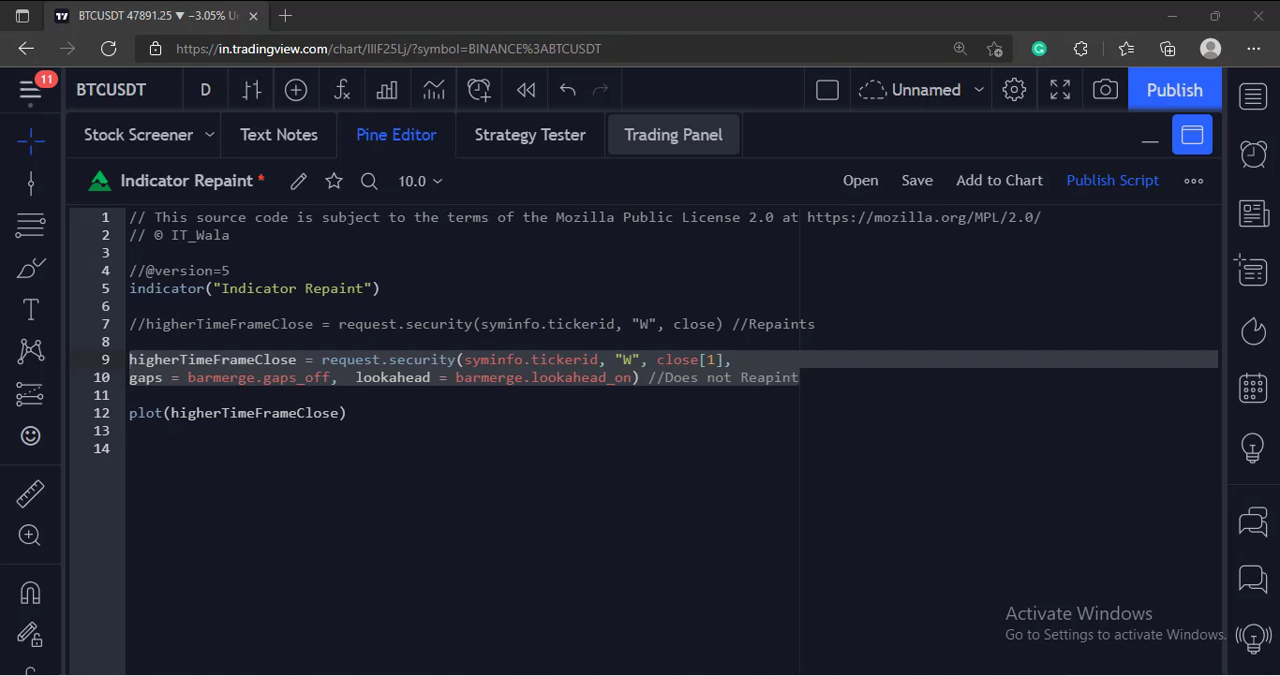 BTCUSDT 47891.25 ▼ −3.05%
https://in.tradingview.com/chart/IIIF25Lj/?symbol=BINANCE%3ABTCUSDT
11
BTCUSDT
D
Unnamed
Publish
Stock Screener
Text Notes
Pine Editor
Strategy Tester
Trading Panel
Indicator Repaint *
10.0
Open
Save
Add to Chart
Publish Script
1 // This source code is subject to the terms of the Mozilla Public License 2.0 at https://mozilla.org/MPL/2.0/
2 // © IT_Wala
3
4 //@version=5
5 indicator("Indicator Repaint")
6
7 //higherTimeFrameClose = request.security(syminfo.tickerid, "W", close) //Repaints
8
9 higherTimeFrameClose = request.security(syminfo.tickerid, "W", close[1],
10 gaps = barmerge.gaps_off,  lookahead = barmerge.lookahead_on) //Does not Reapint
11
12 plot(higherTimeFrameClose)
13
14
Activate Windows
Go to Settings to activate Windows.